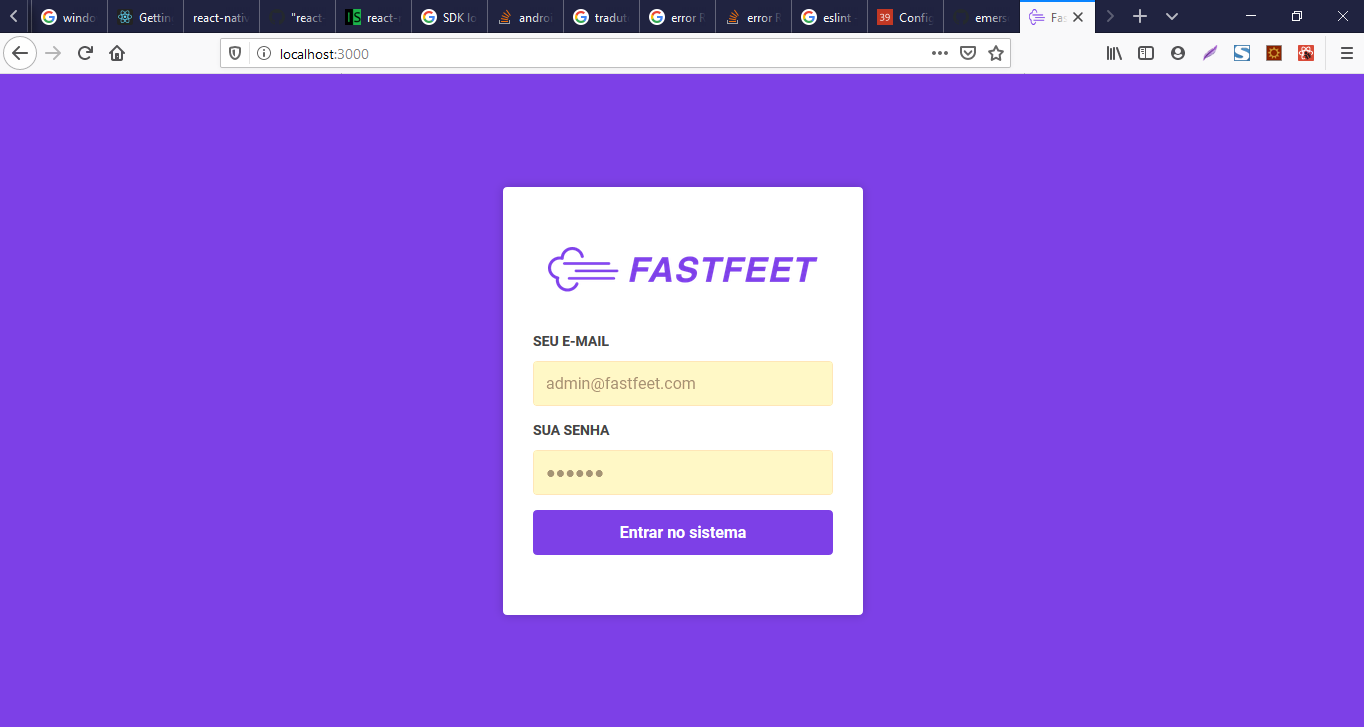 windo
Gettin
react-nativ
"react-
react-n
SDK lo
androi
tradut
error R
error R
eslint
39 Config
emers
Fas
localhost:3000
FASTFEET
SEU E-MAIL
admin@fastfeet.com
SUA SENHA
●●●●●●
Entrar no sistema